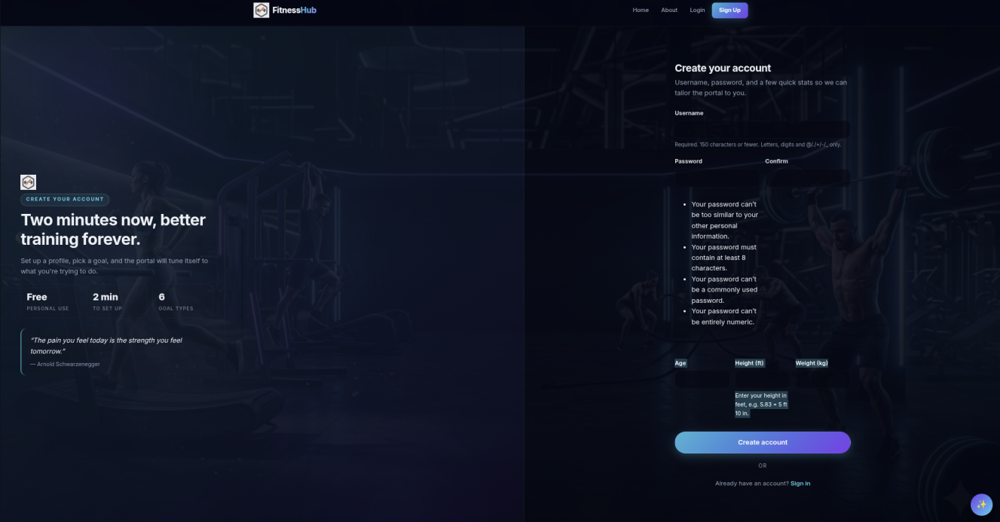 FitnessHub
Home
About
Login
Sign Up
CREATE YOUR ACCOUNT
Two minutes now, better
training forever.
Set up a profile, pick a goal, and the portal will tune itself to
what you're trying to do.
Free
PERSONAL USE
2 min
TO SET UP
6
GOAL TYPES
"The pain you feel today is the strength you feel
tomorrow."
— Arnold Schwarzenegger
Create your account
Username, password, and a few quick stats so we can
tailor the portal to you.
Username
Required. 150 characters or fewer. Letters, digits and @/./+/-/_ only.
Password
Confirm
• Your password can't
be too similar to your
other personal
information.
• Your password must
contain at least 8
characters.
• Your password can't
be a commonly used
password.
• Your password can't
be entirely numeric.
Age
Height (ft)
Weight (kg)
Enter your height in
feet, e.g. 5.83 = 5 ft
10 in.
Create account
OR
Already have an account? Sign in